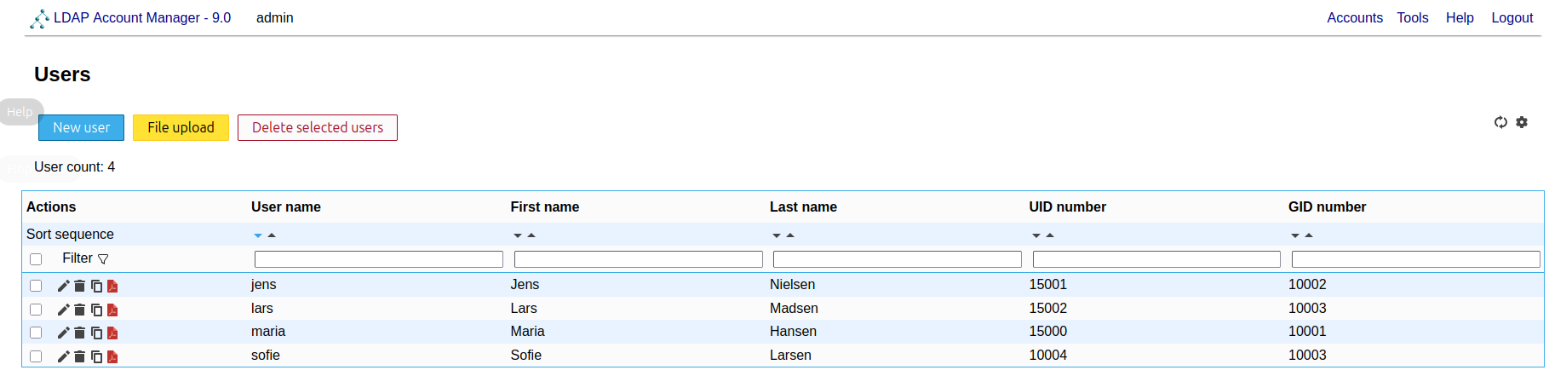 LDAP Account Manager - 9.0 admin Accounts Tools Help Logout
Users
Help
New user File upload Delete selected users
User count: 4
Actions User name First name Last name UID number GID number
Sort sequence
Filter
jens Jens Nielsen 15001 10002
lars Lars Madsen 15002 10003
maria Maria Hansen 15000 10001
sofie Sofie Larsen 10004 10003